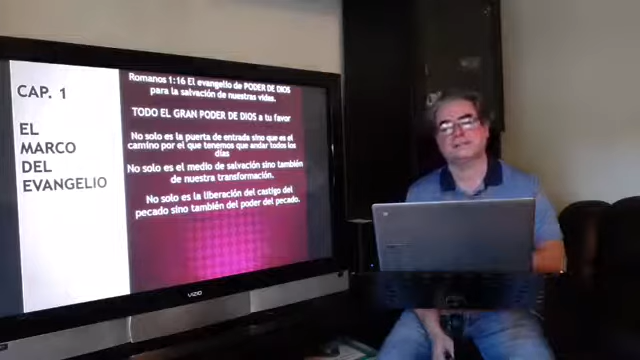 CAP. 1
EL
MARCO
DEL
EVANGELIO
Romanos 1:16 El evangelio de PODER DE DIOS
para la salvación de nuestras vidas.
TODO EL GRAN PODER DE DIOS a tu favor
No solo es la puerta de entrada sino que es el
camino por el que tenemos que andar todos los
días
No solo es el medio de salvación sino también
de nuestra transformación.
No solo es la liberación del castigo del
pecado sino también del poder del pecado.
VIZIO